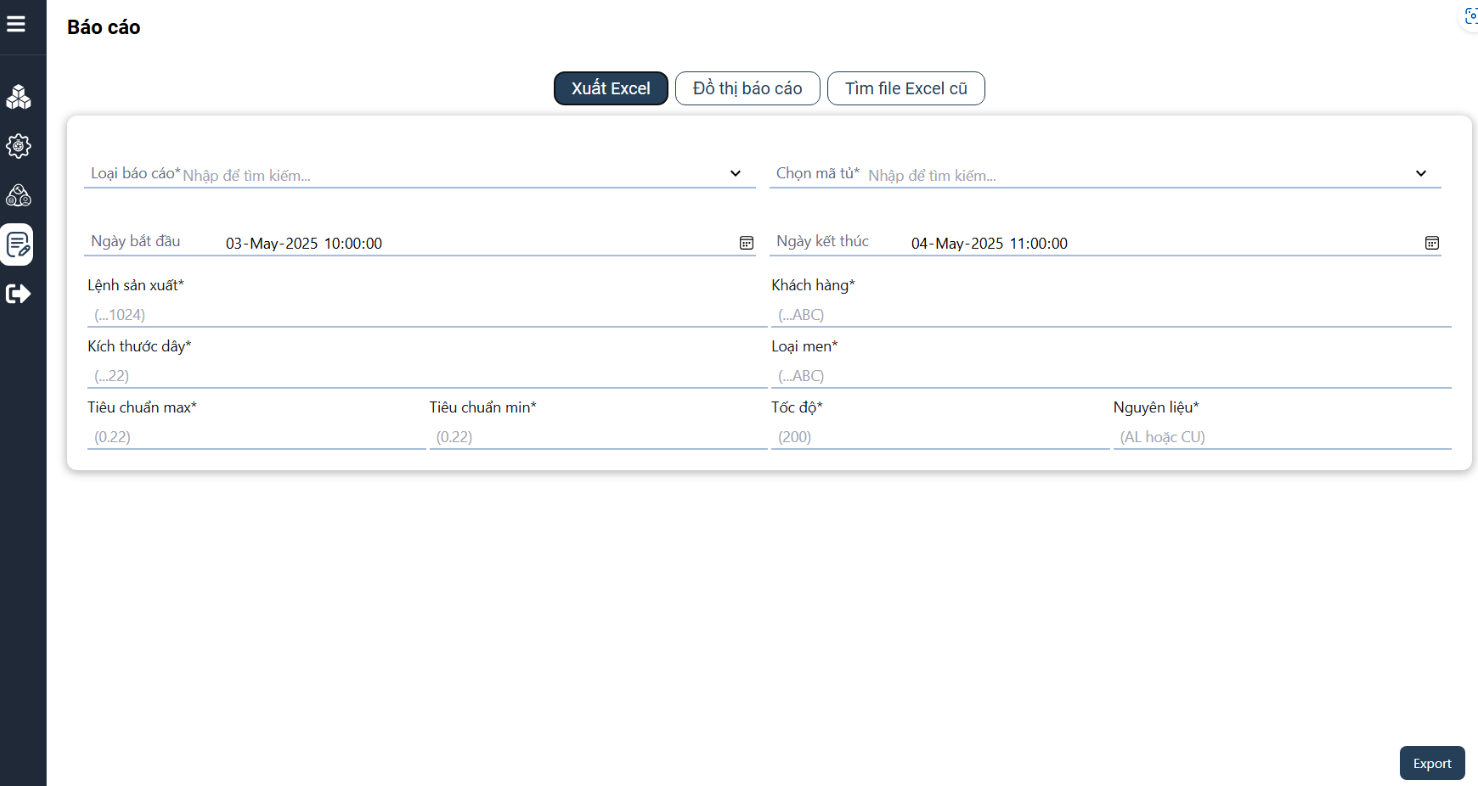 Báo cáo
Xuất Excel Đồ thị báo cáo Tìm file Excel cũ
Loại báo cáo* Nhập để tìm kiếm... Chọn mã tủ* Nhập để tìm kiếm...
Ngày bắt đầu 03-May-2025 10:00:00 Ngày kết thúc 04-May-2025 11:00:00
Lệnh sản xuất* Khách hàng*
(...1024) (...ABC)
Kích thước dây* Loại men*
(...22) (...ABC)
Tiêu chuẩn max* Tiêu chuẩn min* Tốc độ* Nguyên liệu*
(0.22) (0.22) (200) (AL hoặc CU)
Export